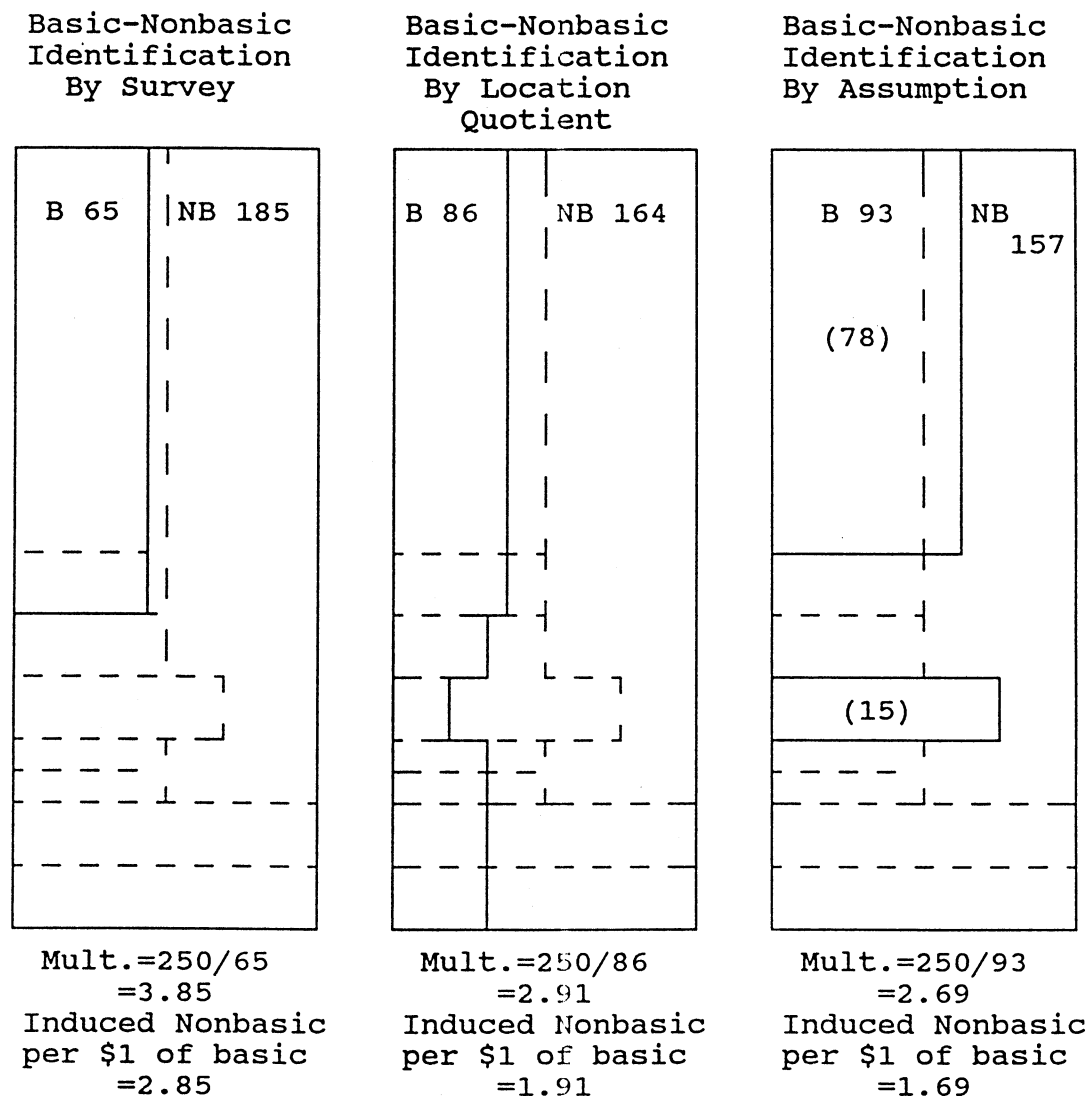 Basic-Nonbasic
Identification
By Survey
B 65
NB 185
Mult.=250/65
=3.85
Induced Nonbasic
per $1 of basic
=2.85
Basic-Nonbasic
Identification
By Location
Quotient
B 86
NB 164
Mult.=250/86
=2.91
Induced Nonbasic
per $1 of basic
=1.91
Basic-Nonbasic
Identification
By Assumption
B 93
NB
157
(78)
(15)
Mult.=250/93
=2.69
Induced Nonbasic
per $1 of basic
=1.69